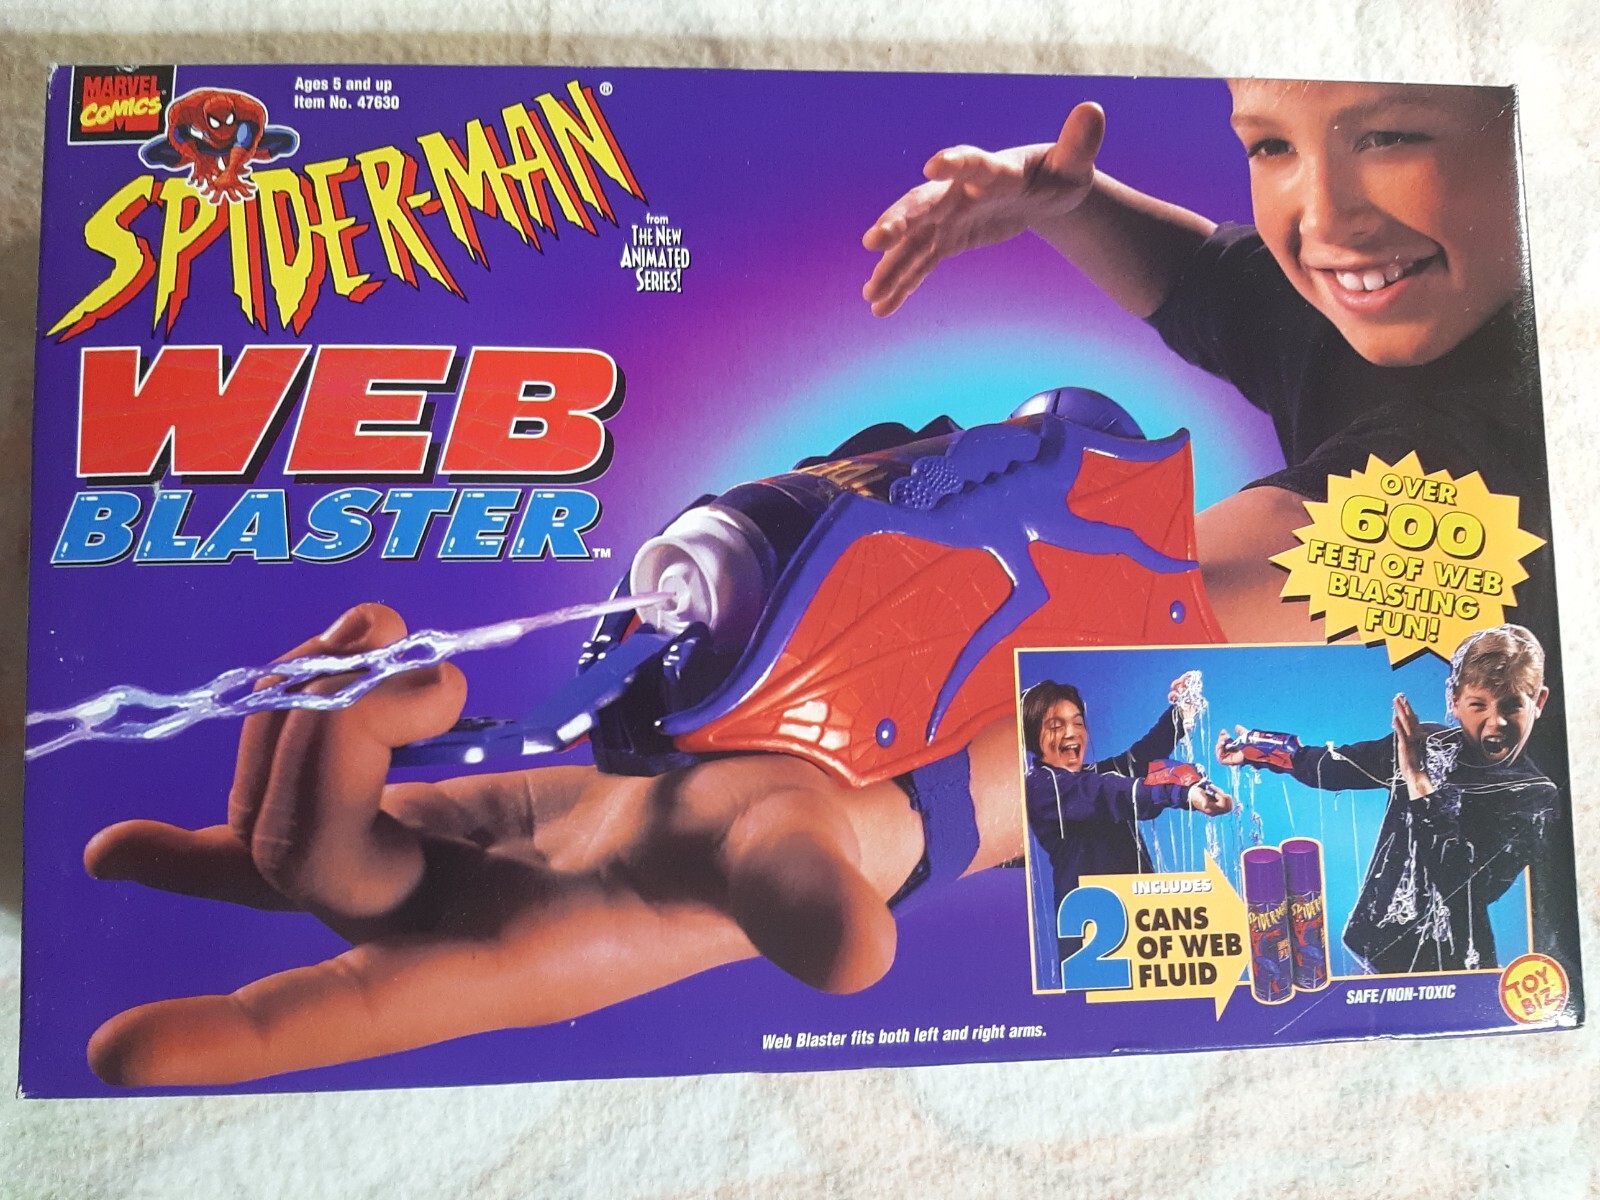 MARVEL
COMICS
Ages 5 and up
Item No. 47630
SPIDER-MAN®
from
THE NEW
ANIMATED
SERIES!
WEB
BLASTER™
OVER
600
FEET OF WEB
BLASTING
FUN!
INCLUDES
2 CANS
OF WEB
FLUID
SAFE/NON-TOXIC
TOY
BIZ
Web Blaster fits both left and right arms.